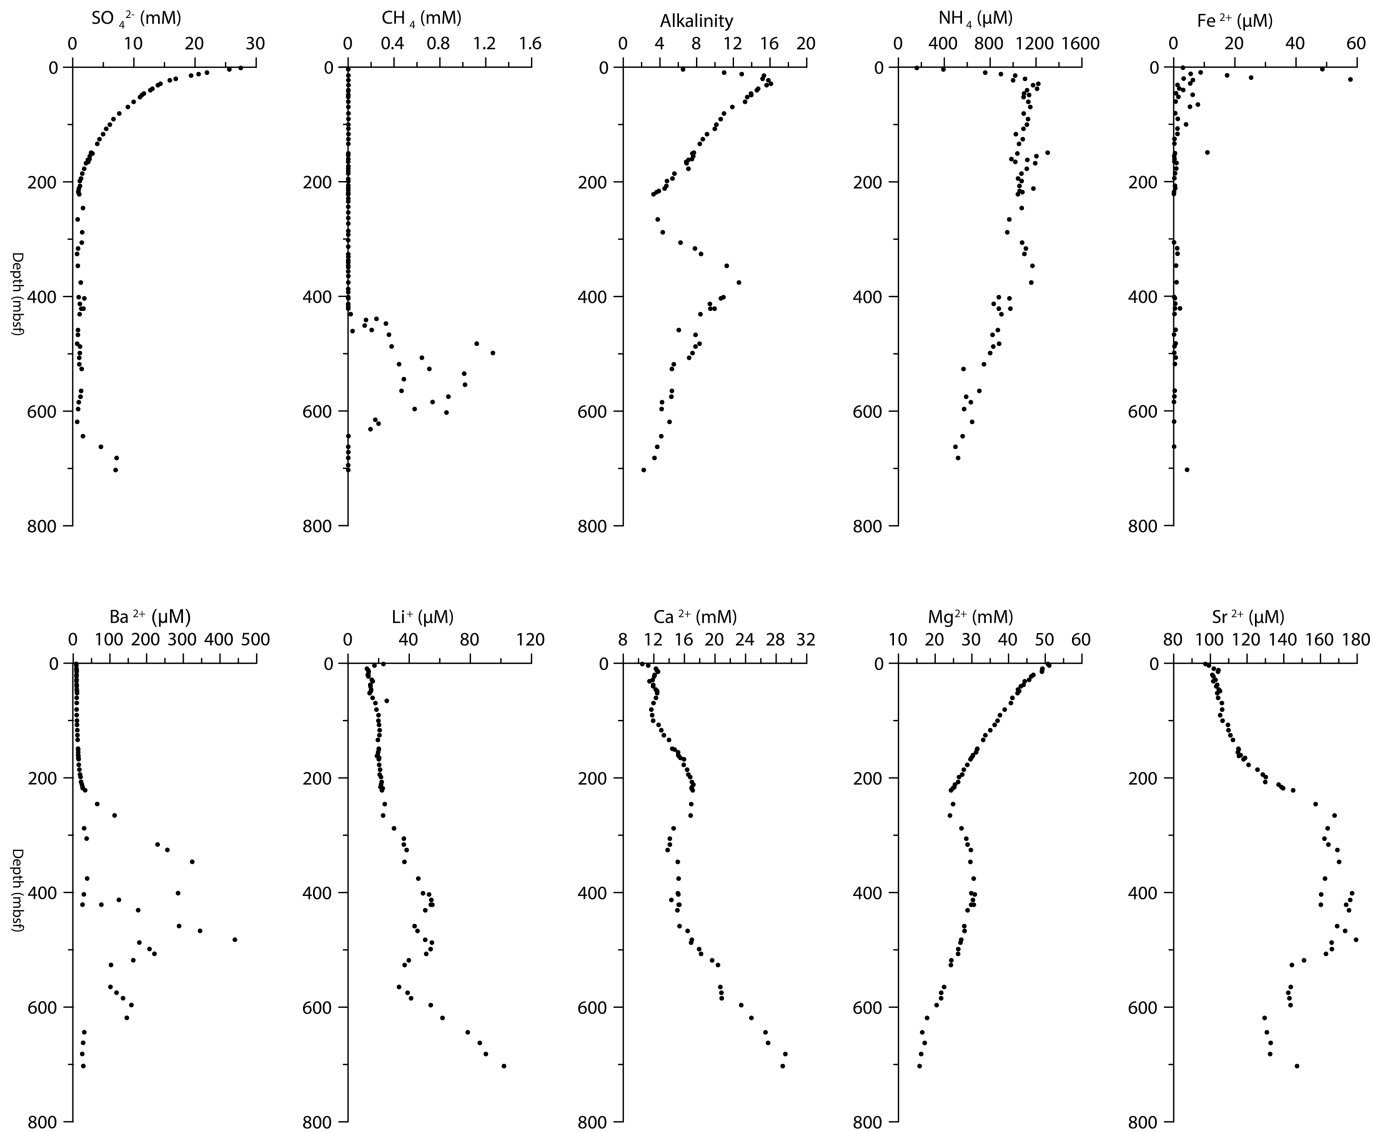 SO 4 2- (mM)
CH 4 (mM)
Alkalinity
NH 4 (µM)
Fe 2+ (µM)
0 10 20 30
0 0.4 0.8 1.2 1.6
0 4 8 12 16 20
0 400 800 1200 1600
0 20 40 60
0 0 0 0 0
200 200 200 200 200
Depth (mbsf)
400 400 400 400 400
600 600 600 600 600
800 800 800 800 800
Ba 2+ (µM)
Li + (µM)
Ca 2+ (mM)
Mg2+ (mM)
Sr 2+ (µM)
0 100 200 300 400 500
0 40 80 120
8 12 16 20 24 28 32
10 20 30 40 50 60
80 100 120 140 160 180
0 0 0 0 0
200 200 200 200 200
Depth (mbsf)
400 400 400 400 400
600 600 600 600 600
800 800 800 800 800